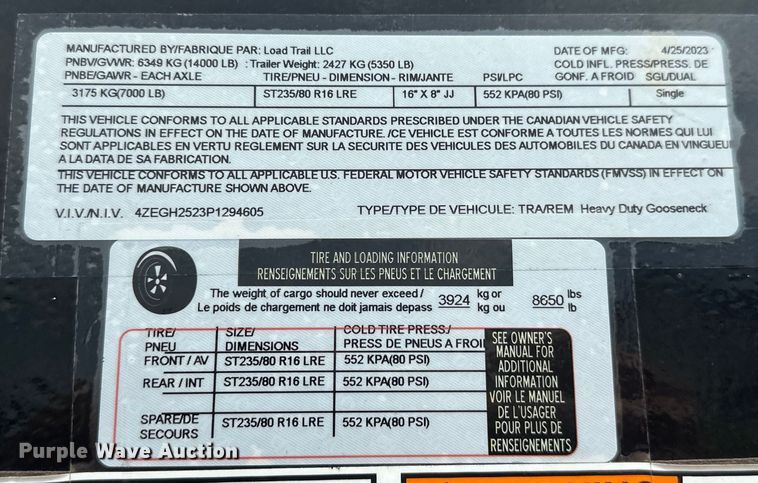 MANUFACTURED BY/FABRIQUE PAR: Load Trail LLC DATE OF MFG: 4/25/2023
PNBV/GVWR: 6349 KG (14000 LB) : Trailer Weight: 2427 KG (5350 LB) COLD INFL. PRESS/PRESS. DE
PNBE/GAWR - EACH AXLE TIRE/PNEU - DIMENSION - RIM/JANTE PSI/LPC GONF. A FROID SGL/DUAL
3175 KG(7000 LB) ST235/80 R16 LRE 16" X 8" JJ 552 KPA(80 PSI) Single
THIS VEHICLE CONFORMS TO ALL APPLICABLE STANDARDS PRESCRIBED UNDER THE CANADIAN VEHICLE SAFETY
REGULATIONS IN EFFECT ON THE DATE OF MANUFACTURE. /CE VEHICLE EST CONFORME A TOUTES LES NORMES QUI LUI
SONT APPLICABLES EN VERTU REGLEMENT SUR LA SECURITE DES VEHICULES DES AUTOMOBILES DU CANADA EN VINGUEU
A LA DATA DE SA FABRICATION.
THIS VEHICLE CONFORMS TO ALL APPLICABLE U.S. FEDERAL MOTOR VEHICLE SAFETY STANDARDS (FMVSS) IN EFFECT ON
THE DATE OF MANUFACTURE SHOWN ABOVE.
V.I.V./N.I.V. 4ZEGH2523P1294605 TYPE/TYPE DE VEHICULE: TRA/REM Heavy Duty Gooseneck
TIRE AND LOADING INFORMATION
RENSEIGNEMENTS SUR LES PNEUS ET LE CHARGEMENT
The weight of cargo should never exceed / 3924 kg or 8650 lbs
Le poids de chargement ne doit jamais depass kg ou lb
TIRE/ SIZE/ COLD TIRE PRESS./
PNEU DIMENSIONS PRESS DE PNEUS A FROI
FRONT / AV ST235/80 R16 LRE 552 KPA(80 PSI)
REAR / INT ST235/80 R16 LRE 552 KPA(80 PSI)
SPARE/DE ST235/80 R16 LRE 552 KPA(80 PSI)
SECOURS
SEE OWNER'S
MANUAL FOR
ADDITIONAL
INFORMATION
VOIR LE MANUEL
DE L'USAGER
POUR PLUS DE
RENSEIGNEMENTS
Purple Wave Auction